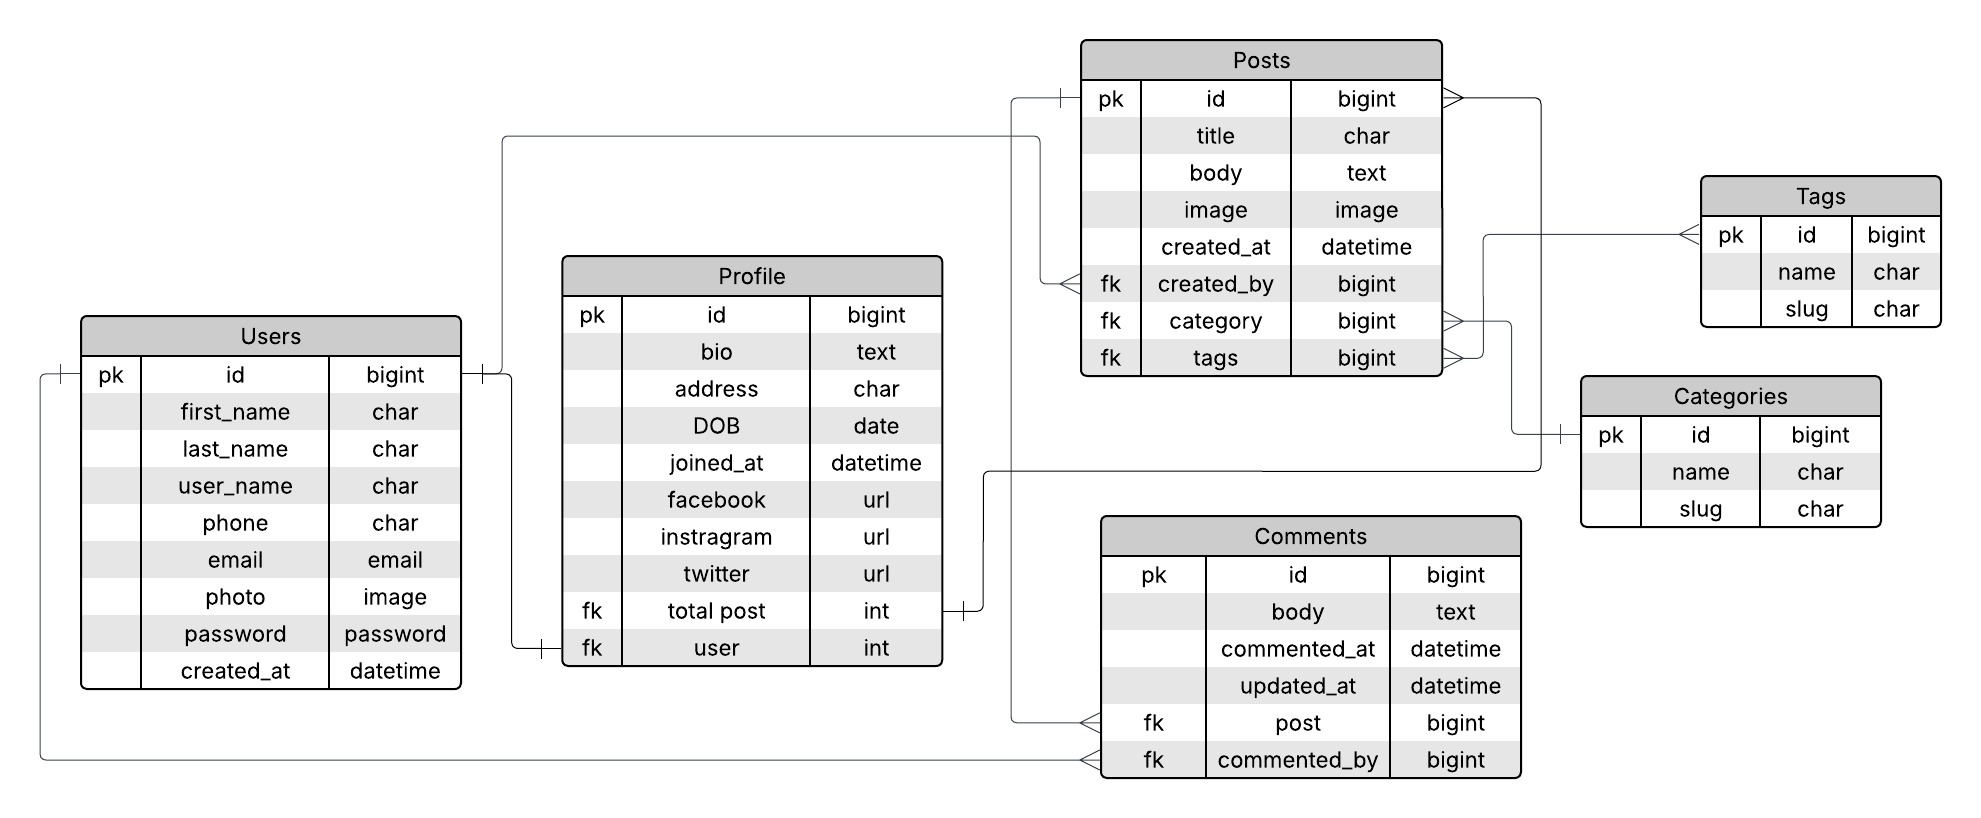 Posts
pk id bigint
title char
body text
image image
created_at datetime
fk created_by bigint
fk category bigint
fk tags bigint
Tags
pk id bigint
name char
slug char
Profile
pk id bigint
bio text
address char
DOB date
joined_at datetime
facebook url
instragram url
twitter url
fk total post int
fk user int
Users
pk id bigint
first_name char
last_name char
user_name char
phone char
email email
photo image
password password
created_at datetime
Categories
pk id bigint
name char
slug char
Comments
pk id bigint
body text
commented_at datetime
updated_at datetime
fk post bigint
fk commented_by bigint